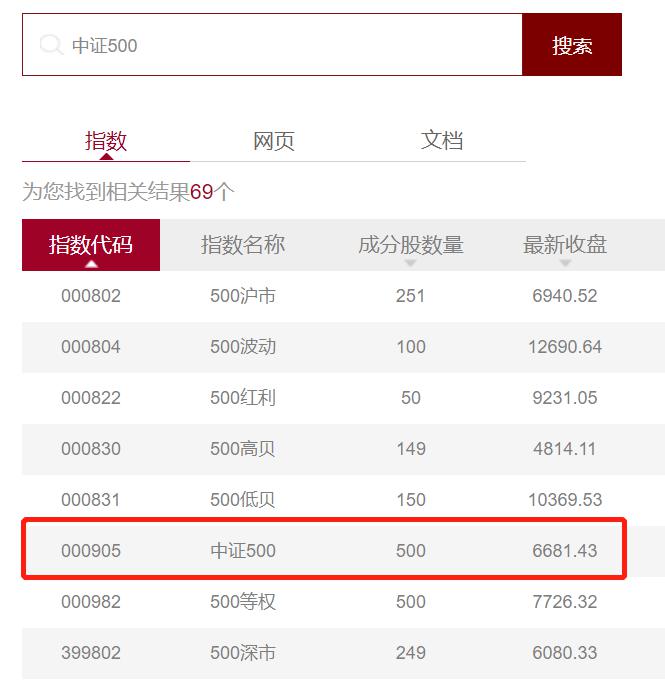 中证500 搜索
指数 网页 文档
为您找到相关结果69个
指数代码 指数名称 成分股数量 最新收盘
000802 500沪市 251 6940.52
000804 500波动 100 12690.64
000822 500红利 50 9231.05
000830 500高贝 149 4814.11
000831 500低贝 150 10369.53
000905 中证500 500 6681.43
000982 500等权 500 7726.32
399802 500深市 249 6080.33